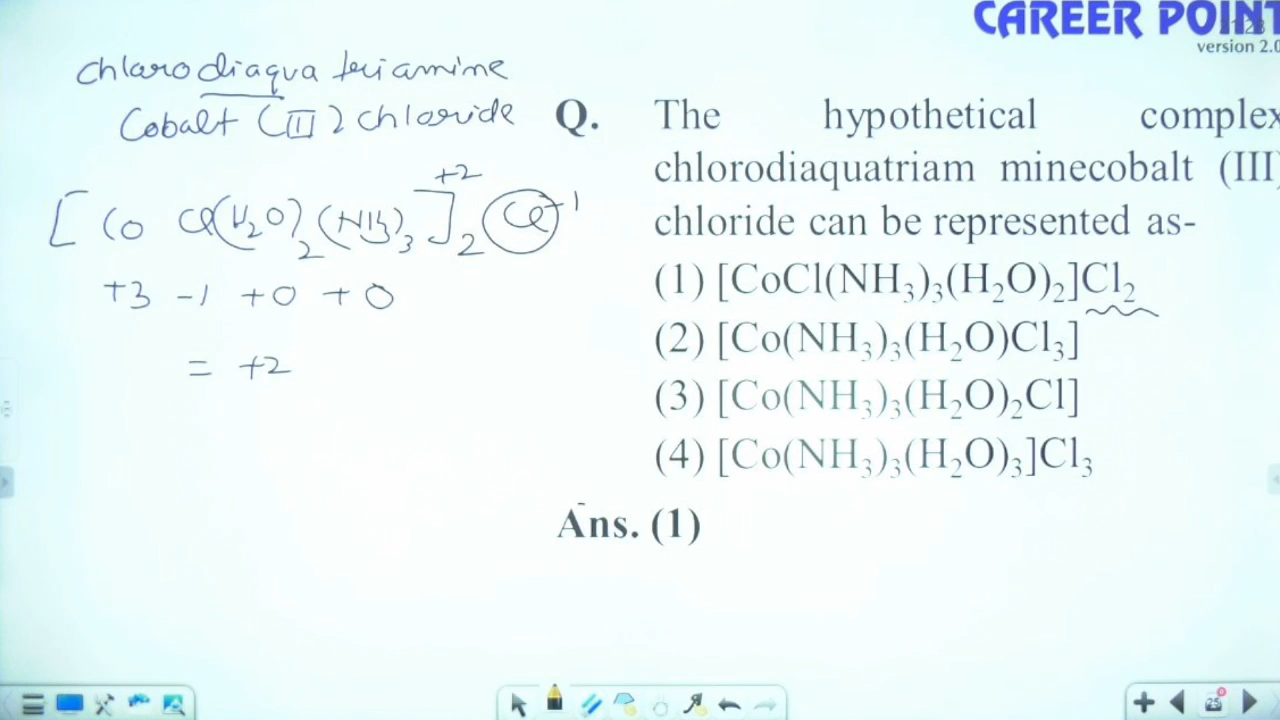 CAREER POINT
version 2.0
chlorodiaqua triamine
Cobalt (III) chloride
[Co Cl(H₂O)₂(NH₃)₃]₂ Cl
+2
-1
+3 -1 +0 +0
= +2
Q. The hypothetical complex
chlorodiaquatriam minecobalt (III)
chloride can be represented as-
(1) [CoCl(NH₃)₃(H₂O)₂]Cl₂
(2) [Co(NH₃)₃(H₂O)Cl₃]
(3) [Co(NH₃)₃(H₂O)₂Cl]
(4) [Co(NH₃)₃(H₂O)₃]Cl₃
Ans. (1)
25